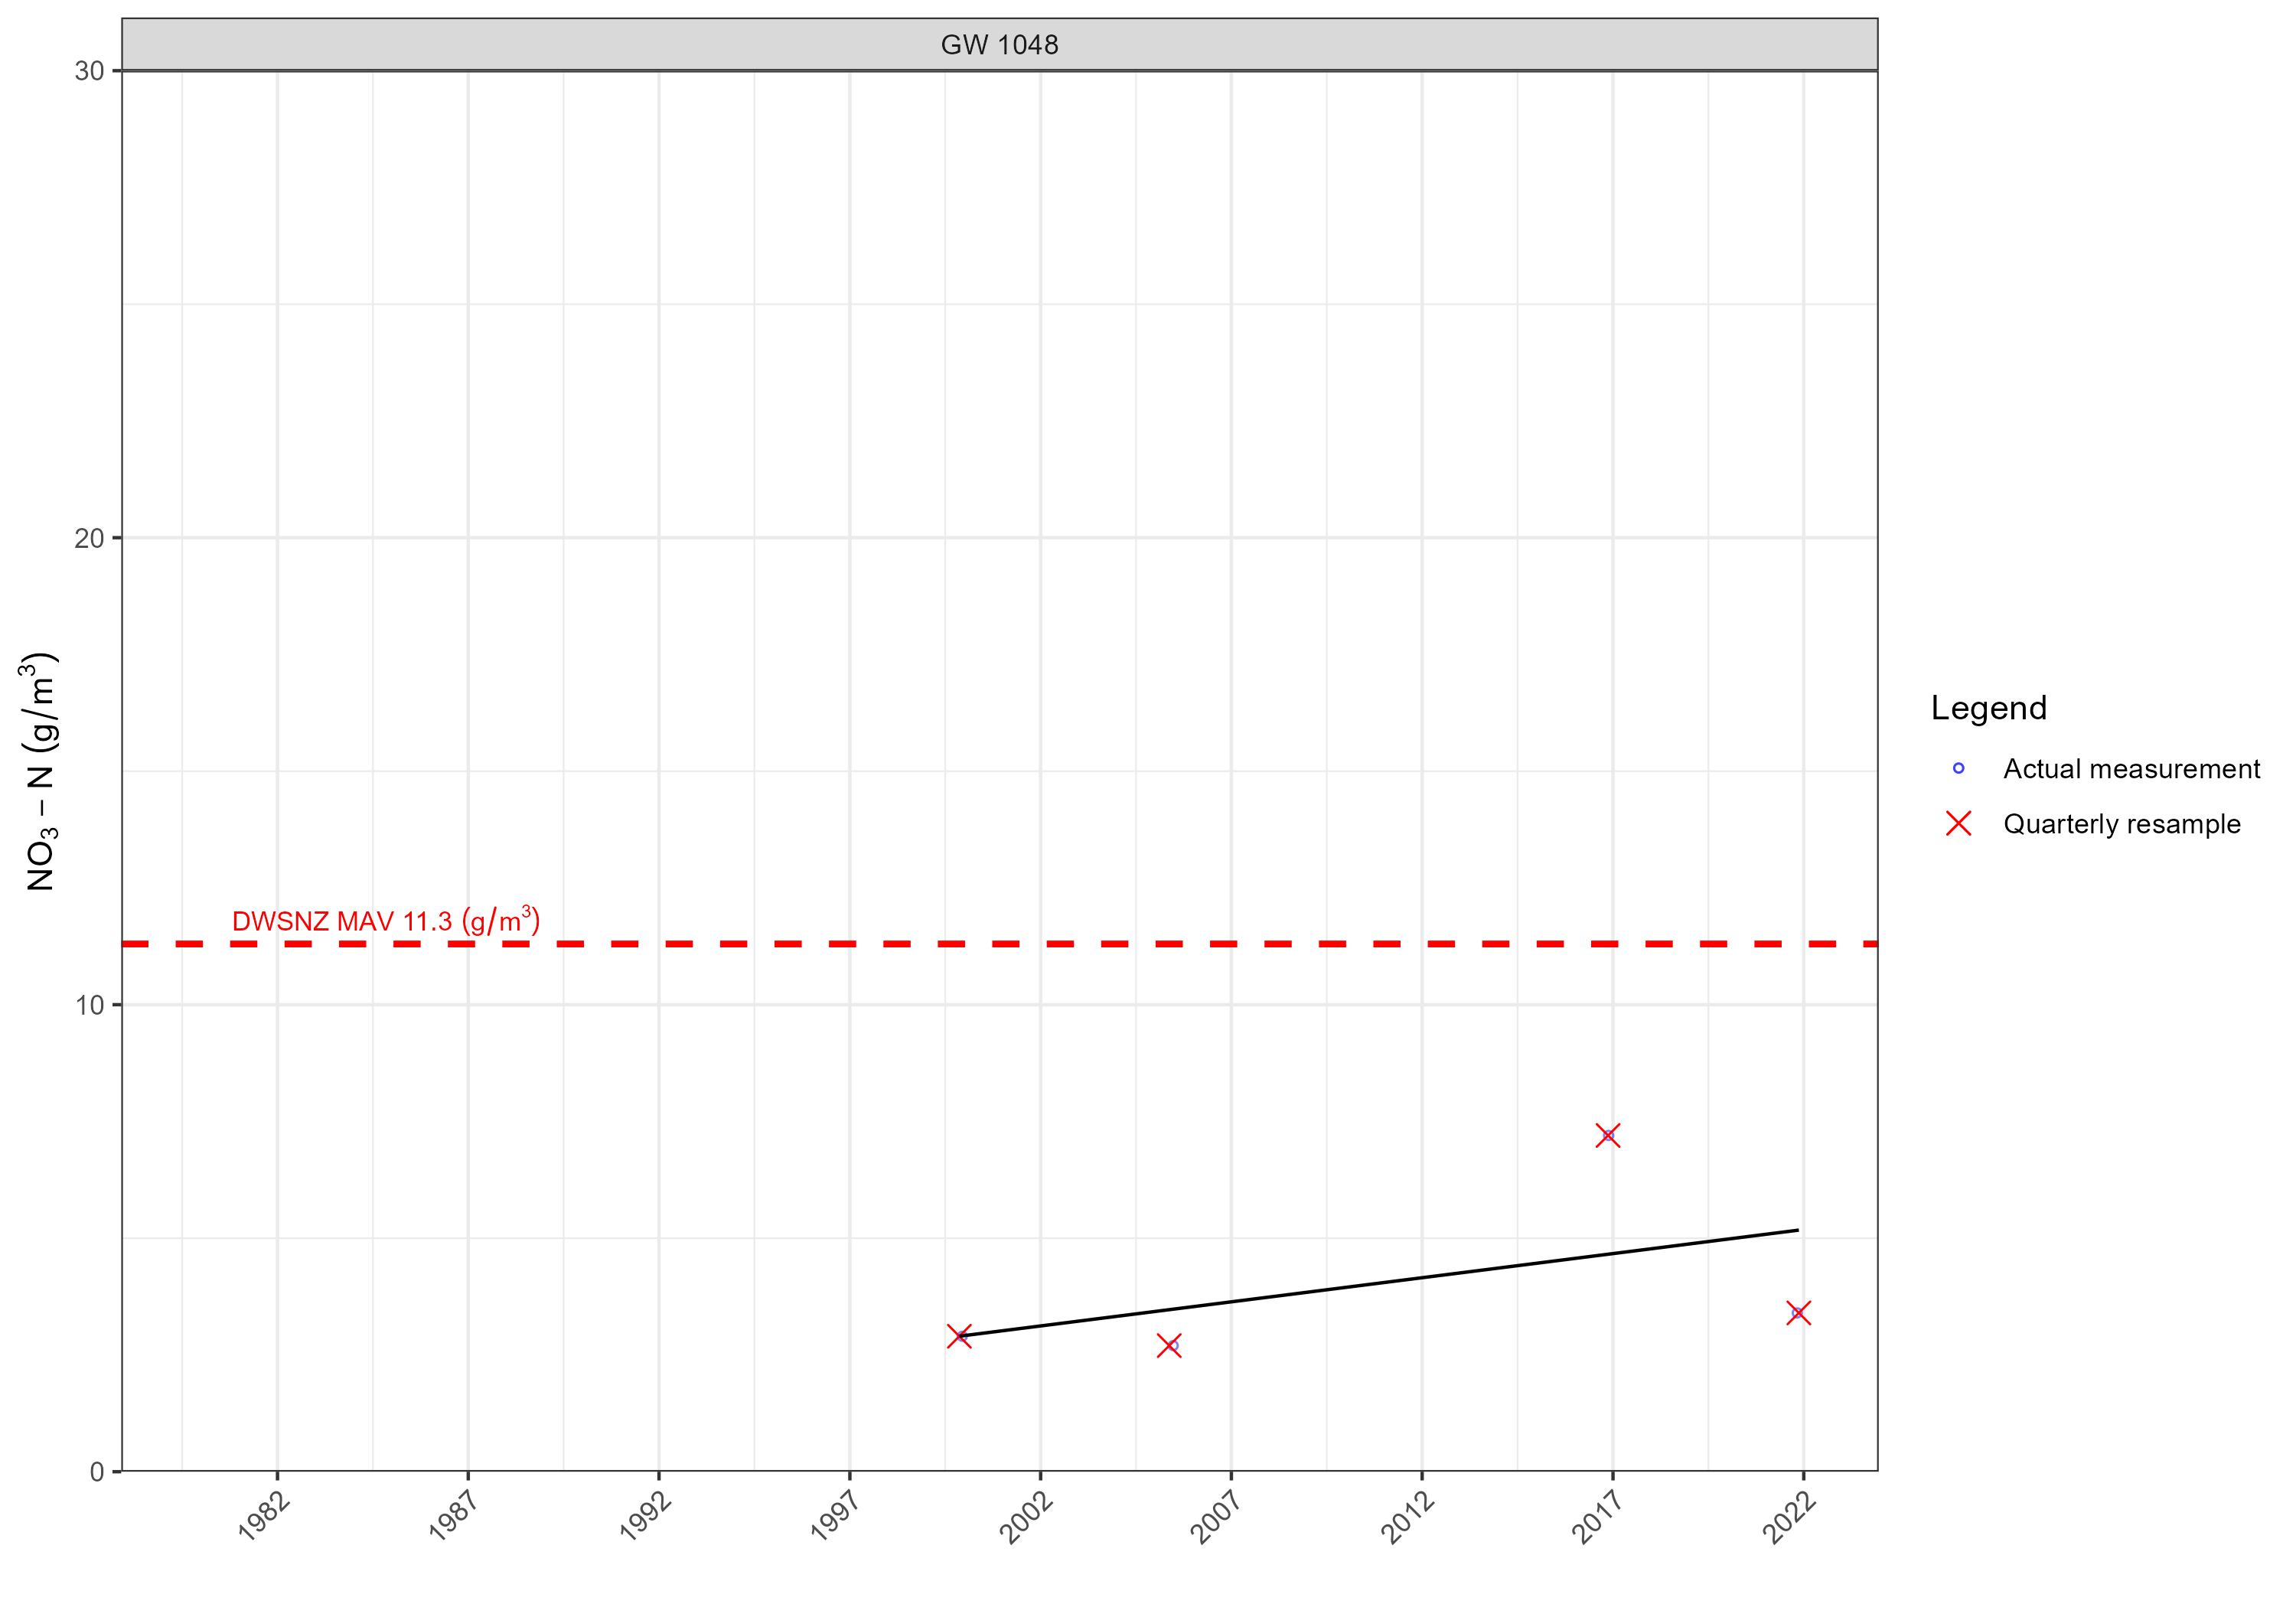 GW 1048
30
20
10
0
NO₃ – N (g/m³)
DWSNZ MAV 11.3 (g/m³)
1982
1987
1992
1997
2002
2007
2012
2017
2022
Legend
Actual measurement
Quarterly resample